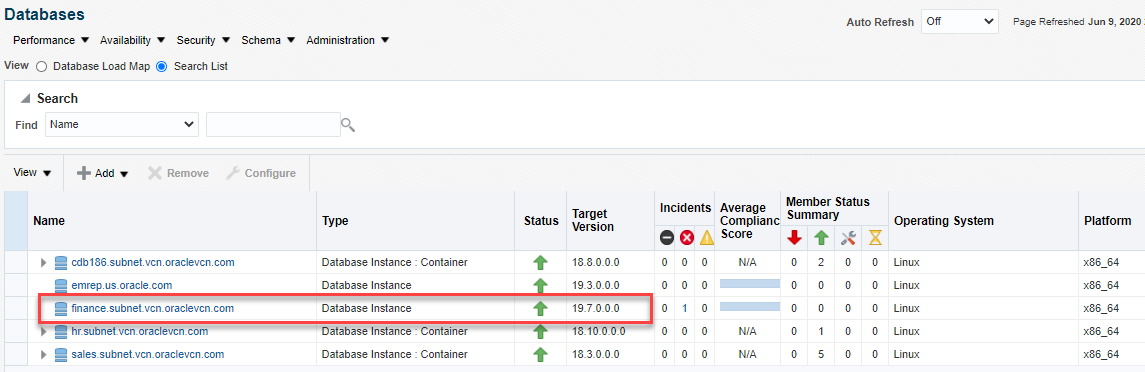 Databases
Auto Refresh Off Page Refreshed Jun 9, 2020
Performance Availability Security Schema Administration
View Database Load Map Search List
Search
Find Name
View Add Remove Configure
Name Type Status Target Version Incidents Average Complianc Score Member Status Summary Operating System Platform
cdb186.subnet.vcn.oraclevcn.com Database Instance : Container 18.8.0.0.0 0 0 0 N/A 0 2 0 0 Linux x86_64
emrep.us.oracle.com Database Instance 19.3.0.0.0 0 0 0 0 0 0 0 Linux x86_64
finance.subnet.vcn.oraclevcn.com Database Instance 19.7.0.0.0 0 1 0 0 0 0 0 Linux x86_64
hr.subnet.vcn.oraclevcn.com Database Instance : Container 18.10.0.0.0 0 0 0 N/A 0 1 0 0 Linux x86_64
sales.subnet.vcn.oraclevcn.com Database Instance : Container 18.3.0.0.0 0 0 0 N/A 0 5 0 0 Linux x86_64